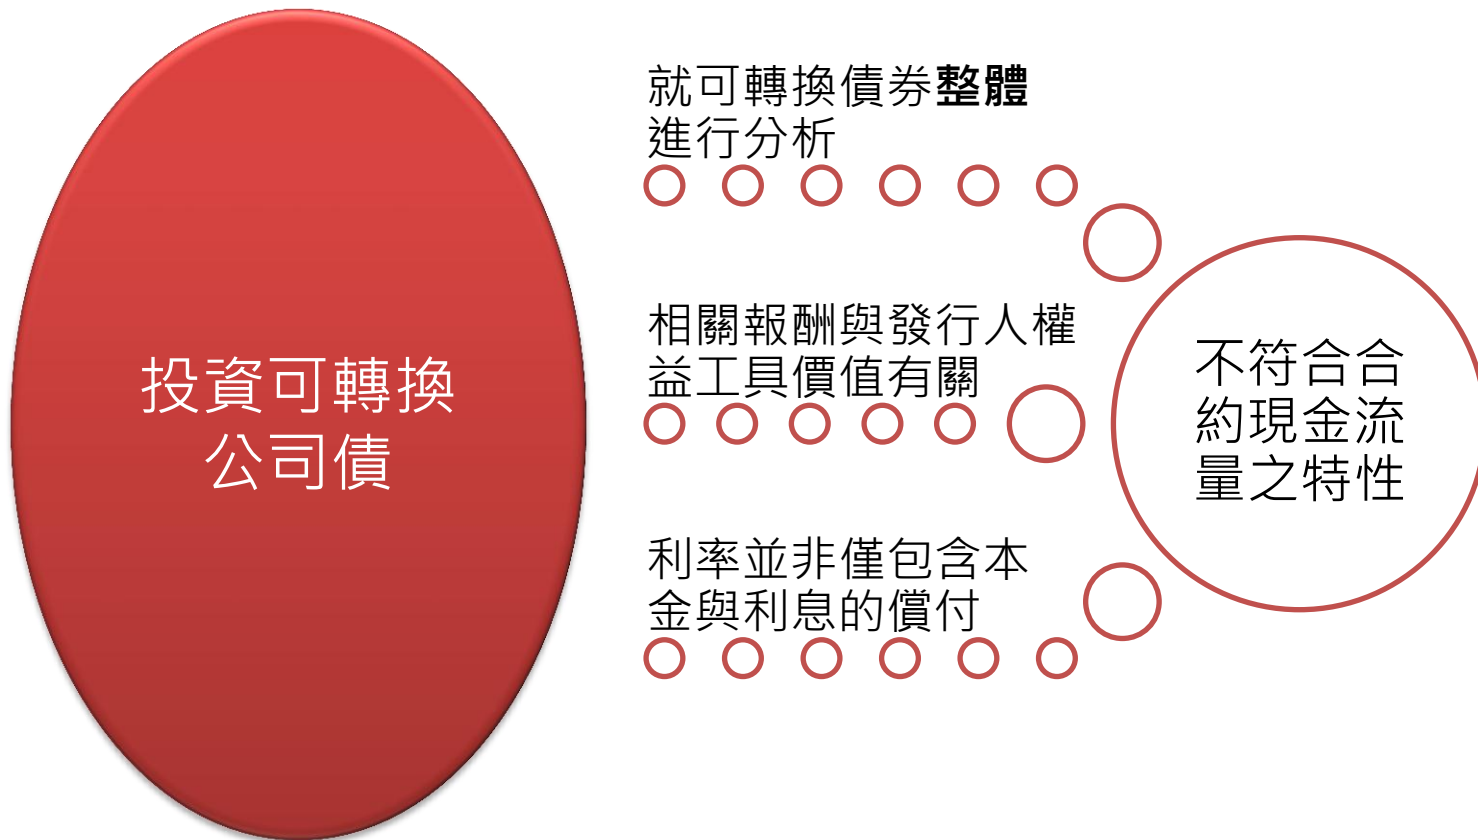 投資可轉換
公司債
就可轉換債券整體
進行分析
相關報酬與發行人權
益工具價值有關
利率並非僅包含本
金與利息的償付
不符合合
約現金流
量之特性